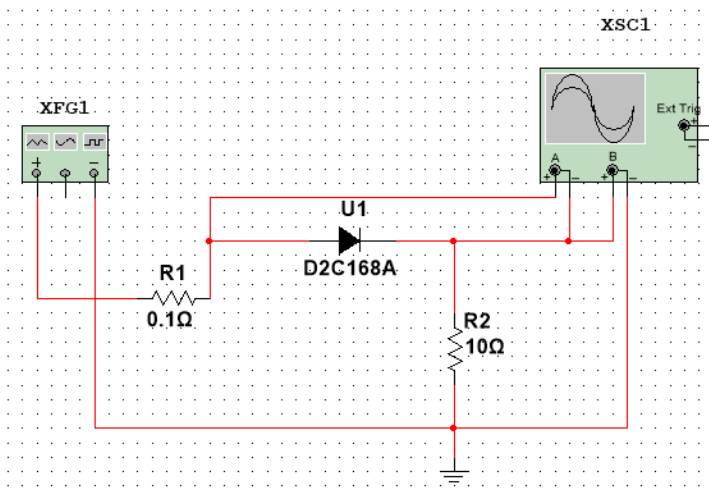 XSC1
XFG1
Ext Trig
+
-
A
B
+
-
+
-
+
-
U1
D2C168A
R1
0.1Ω
R2
10Ω